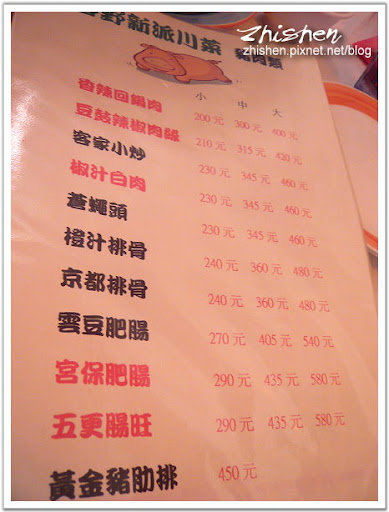 Zhishen
zhishen.pixnet.net/blog
野新派川菜 豬肉類
小 中 大
香辣回鍋肉 200元 300元 400元
豆豉辣椒肉絲 210元 315元 420元
客家小炒 230元 345元 460元
椒汁白肉 230元 345元 460元
蒼蠅頭 230元 345元 460元
橙汁排骨 240元 360元 480元
京都排骨 240元 360元 480元
雲豆肥腸 270元 405元 540元
宮保肥腸 290元 435元 580元
五更腸旺 290元 435元 580元
黃金豬肋排 450元